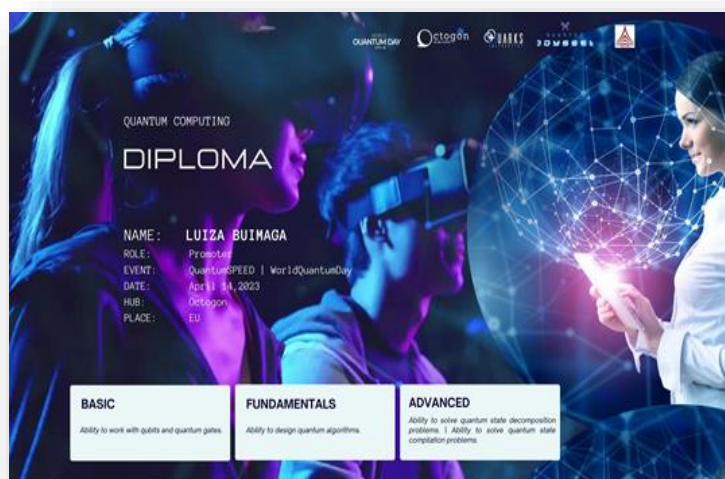 QUANTUM DAY
Octogon
QUARKS
QUANTUM COMPUTING
DIPLOMA
NAME: LUIZA BUIMAGA
ROLE: Promoter
EVENT: QuantumSPEED | WorldQuantumDay
DATE: April 14,2023
HUB: Octogon
PLACE: EU
BASIC
Ability to work with qubits and quantum gates.
FUNDAMENTALS
Ability to design quantum algorithms.
ADVANCED
Ability to solve quantum state decomposition
problems. | Ability to solve quantum state
compilation problems.